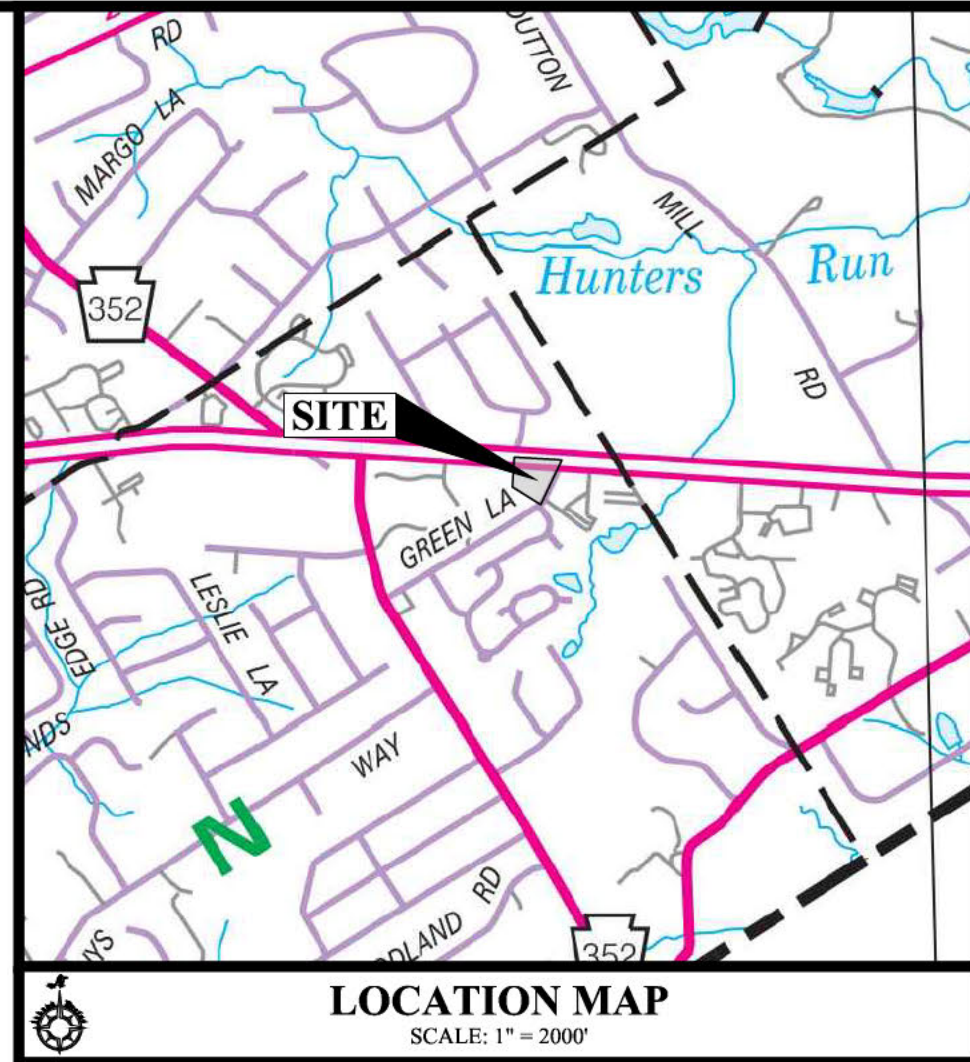 RD
DUTTON
MARGO LA
MILL
Hunters Run
352
RD
SITE
GREEN LA
LESLIE LA
EDGE RD
NDS
WAY
N
RD
DLAND
YS
352
LOCATION MAP
SCALE: 1" = 2000'